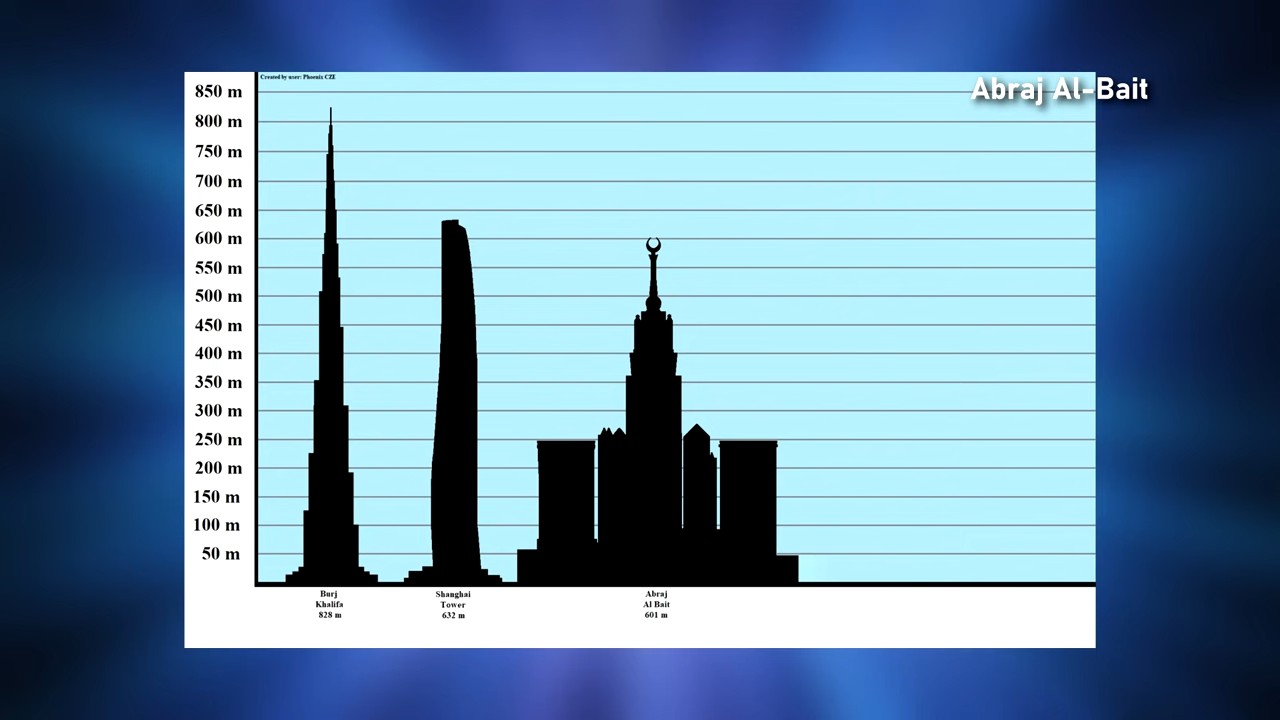 Created by user: Phoenix CZE
Abraj Al-Bait
850 m
800 m
750 m
700 m
650 m
600 m
550 m
500 m
450 m
400 m
350 m
300 m
250 m
200 m
150 m
100 m
50 m
Burj
Khalifa
828 m
Shanghai
Tower
632 m
Abraj
Al Bait
601 m